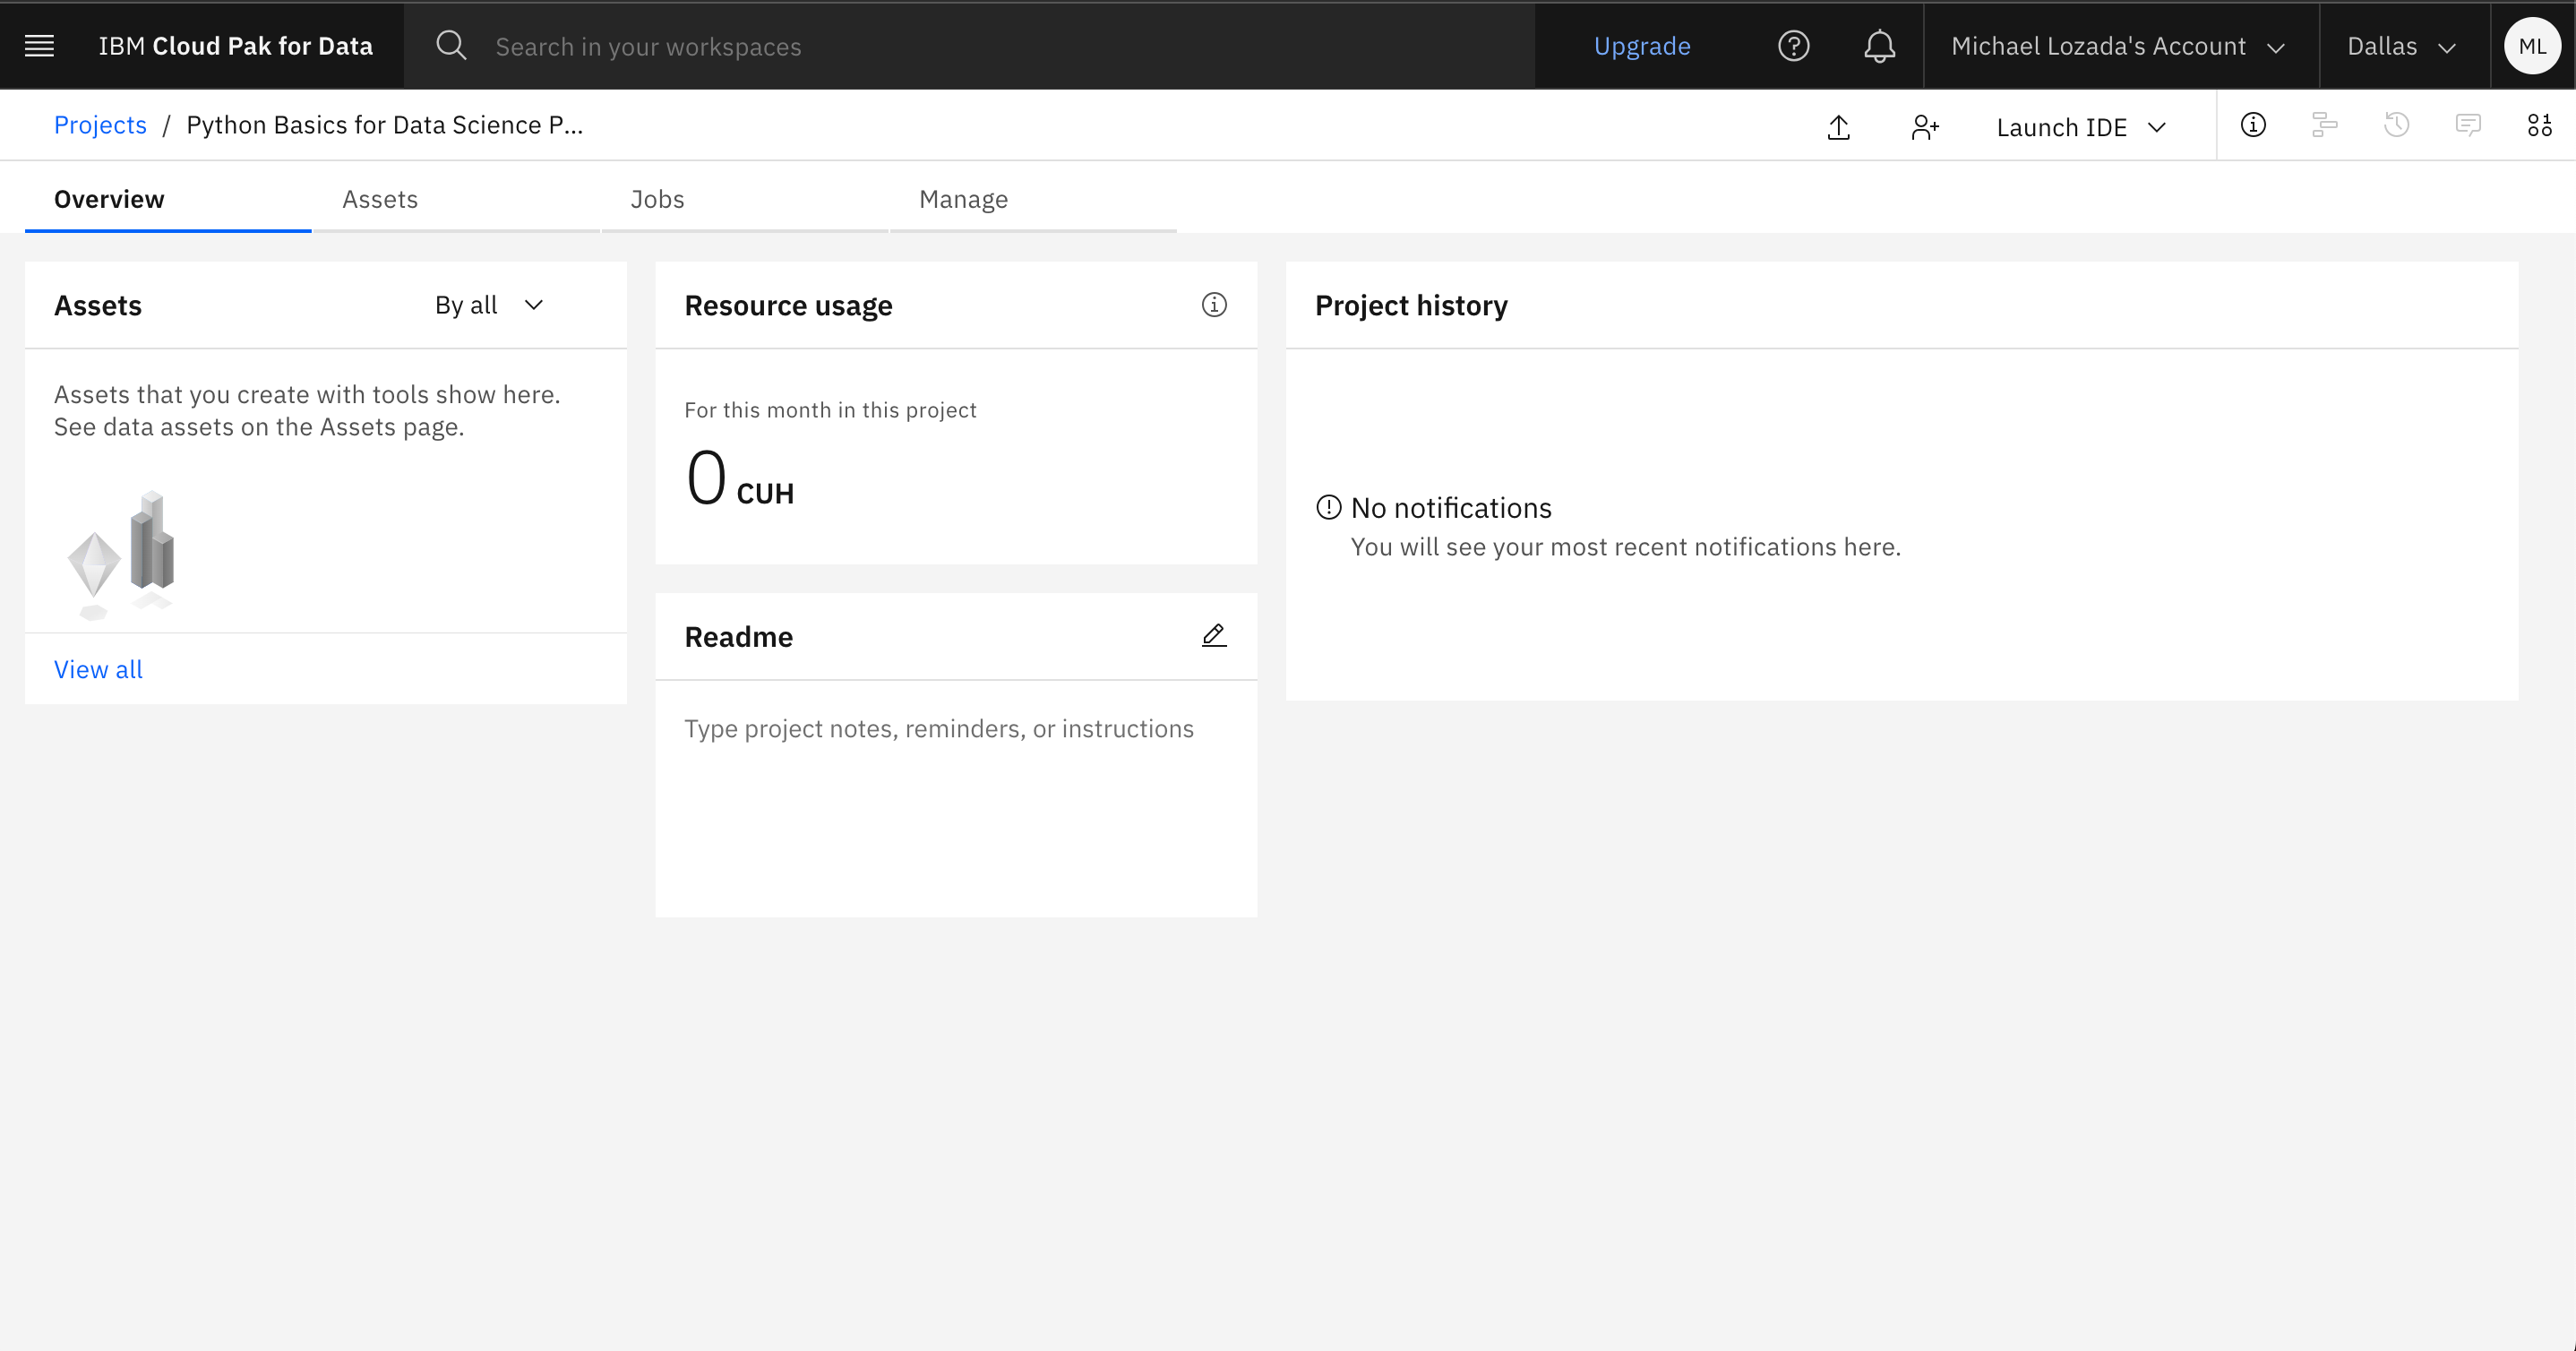 IBM Cloud Pak for Data
Search in your workspaces
Upgrade
Michael Lozada's Account
Dallas
ML
Projects / Python Basics for Data Science P...
Launch IDE
Overview
Assets
Jobs
Manage
Assets
By all
Assets that you create with tools show here.
See data assets on the Assets page.
View all
Resource usage
For this month in this project
0 CUH
Readme
Type project notes, reminders, or instructions
Project history
No notifications
You will see your most recent notifications here.